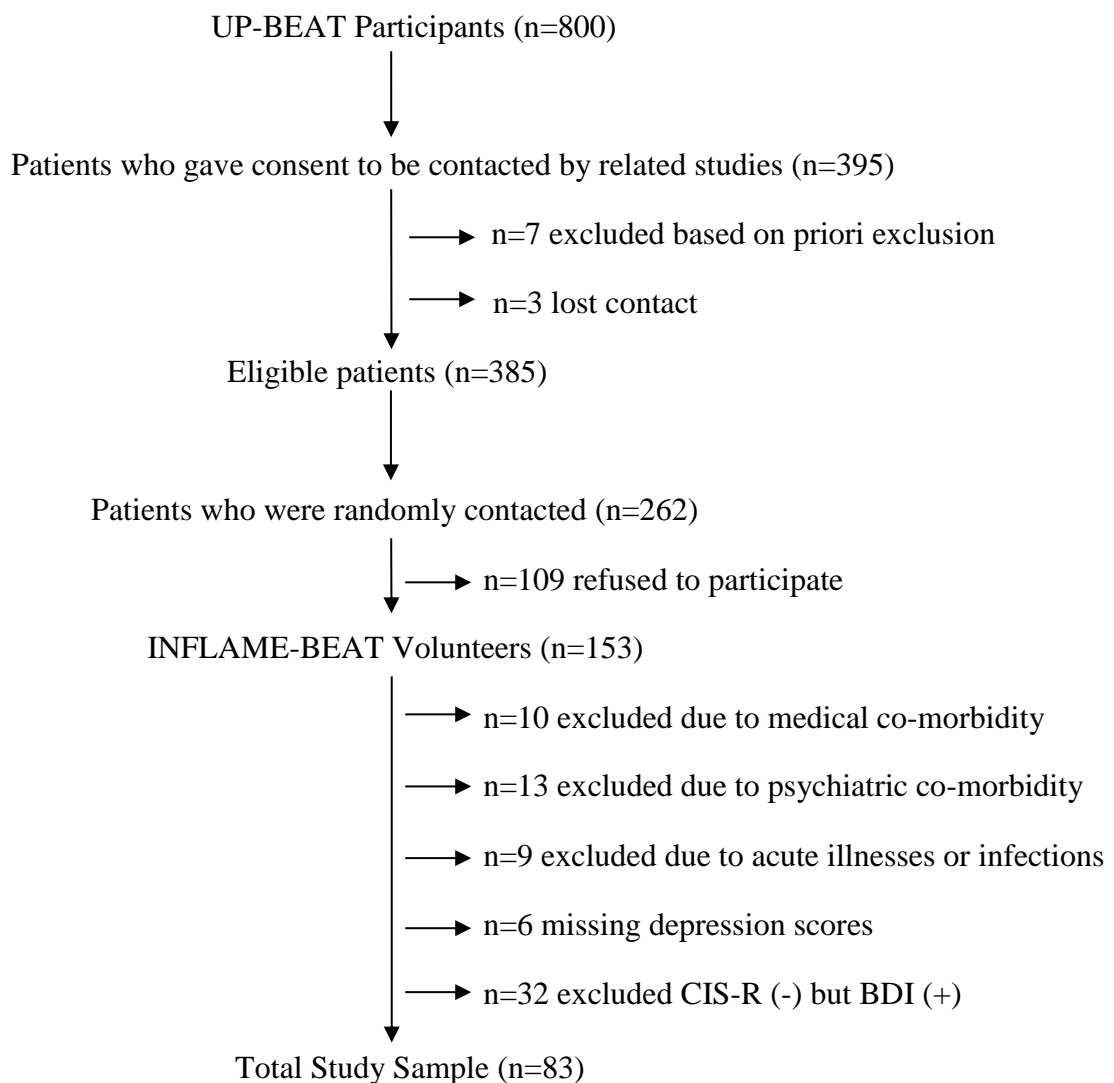 UP-BEAT Participants (n=800)
Patients who gave consent to be contacted by related studies (n=395)
n=7 excluded based on priori exclusion
n=3 lost contact
Eligible patients (n=385)
Patients who were randomly contacted (n=262)
n=109 refused to participate
INFLAME-BEAT Volunteers (n=153)
n=10 excluded due to medical co-morbidity
n=13 excluded due to psychiatric co-morbidity
n=9 excluded due to acute illnesses or infections
n=6 missing depression scores
n=32 excluded CIS-R (-) but BDI (+)
Total Study Sample (n=83)